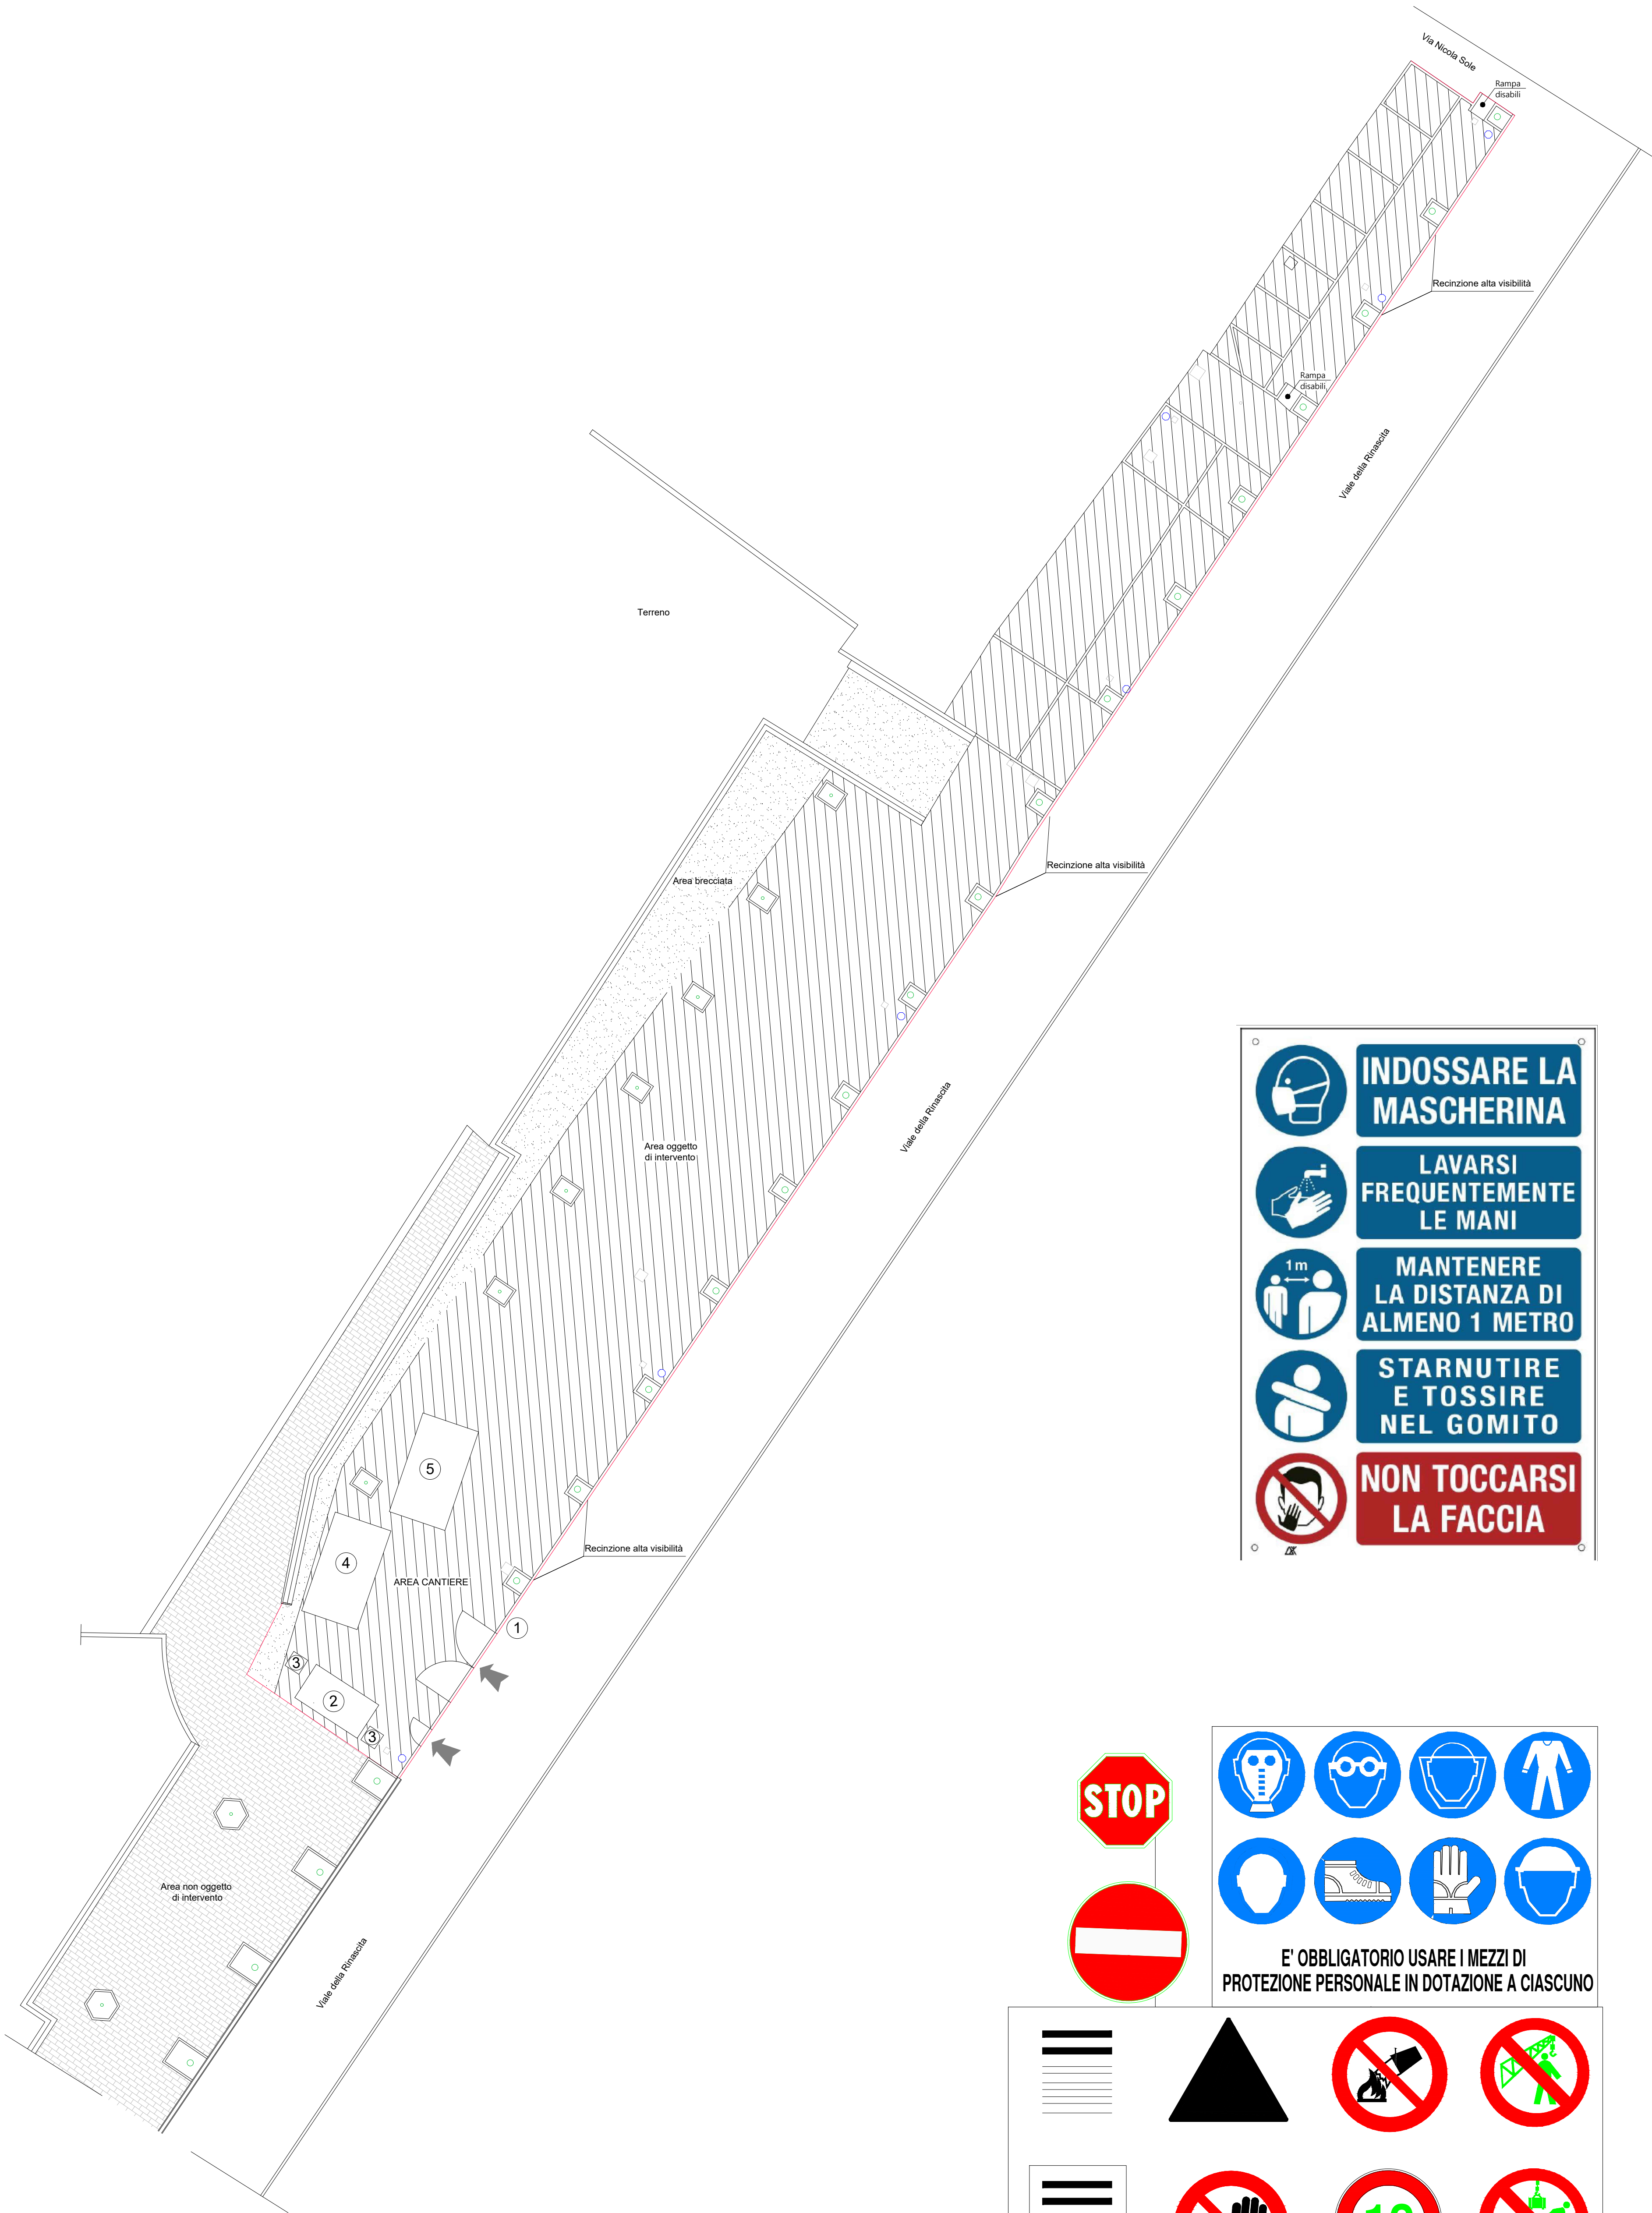 Via Nicola Sole
Rampa
disabili
Recinzione alta visibilità
Rampa
disabili
Viale della Rinascita
Terreno
Recinzione alta visibilità
Area brecciata
Viale della Rinascita
Area oggetto
di intervento
INDOSSARE LA
MASCHERINA
LAVARSI
FREQUENTEMENTE
LE MANI
1 m
MANTENERE
LA DISTANZA DI
ALMENO 1 METRO
STARNUTIRE
E TOSSIRE
NEL GOMITO
NON TOCCARSI
LA FACCIA
5
4
Recinzione alta visibilità
AREA CANTIERE
1
3
2
3
Area non oggetto
di intervento
Viale della Rinascita
STOP
E' OBBLIGATORIO USARE I MEZZI DI
PROTEZIONE PERSONALE IN DOTAZIONE A CIASCUNO